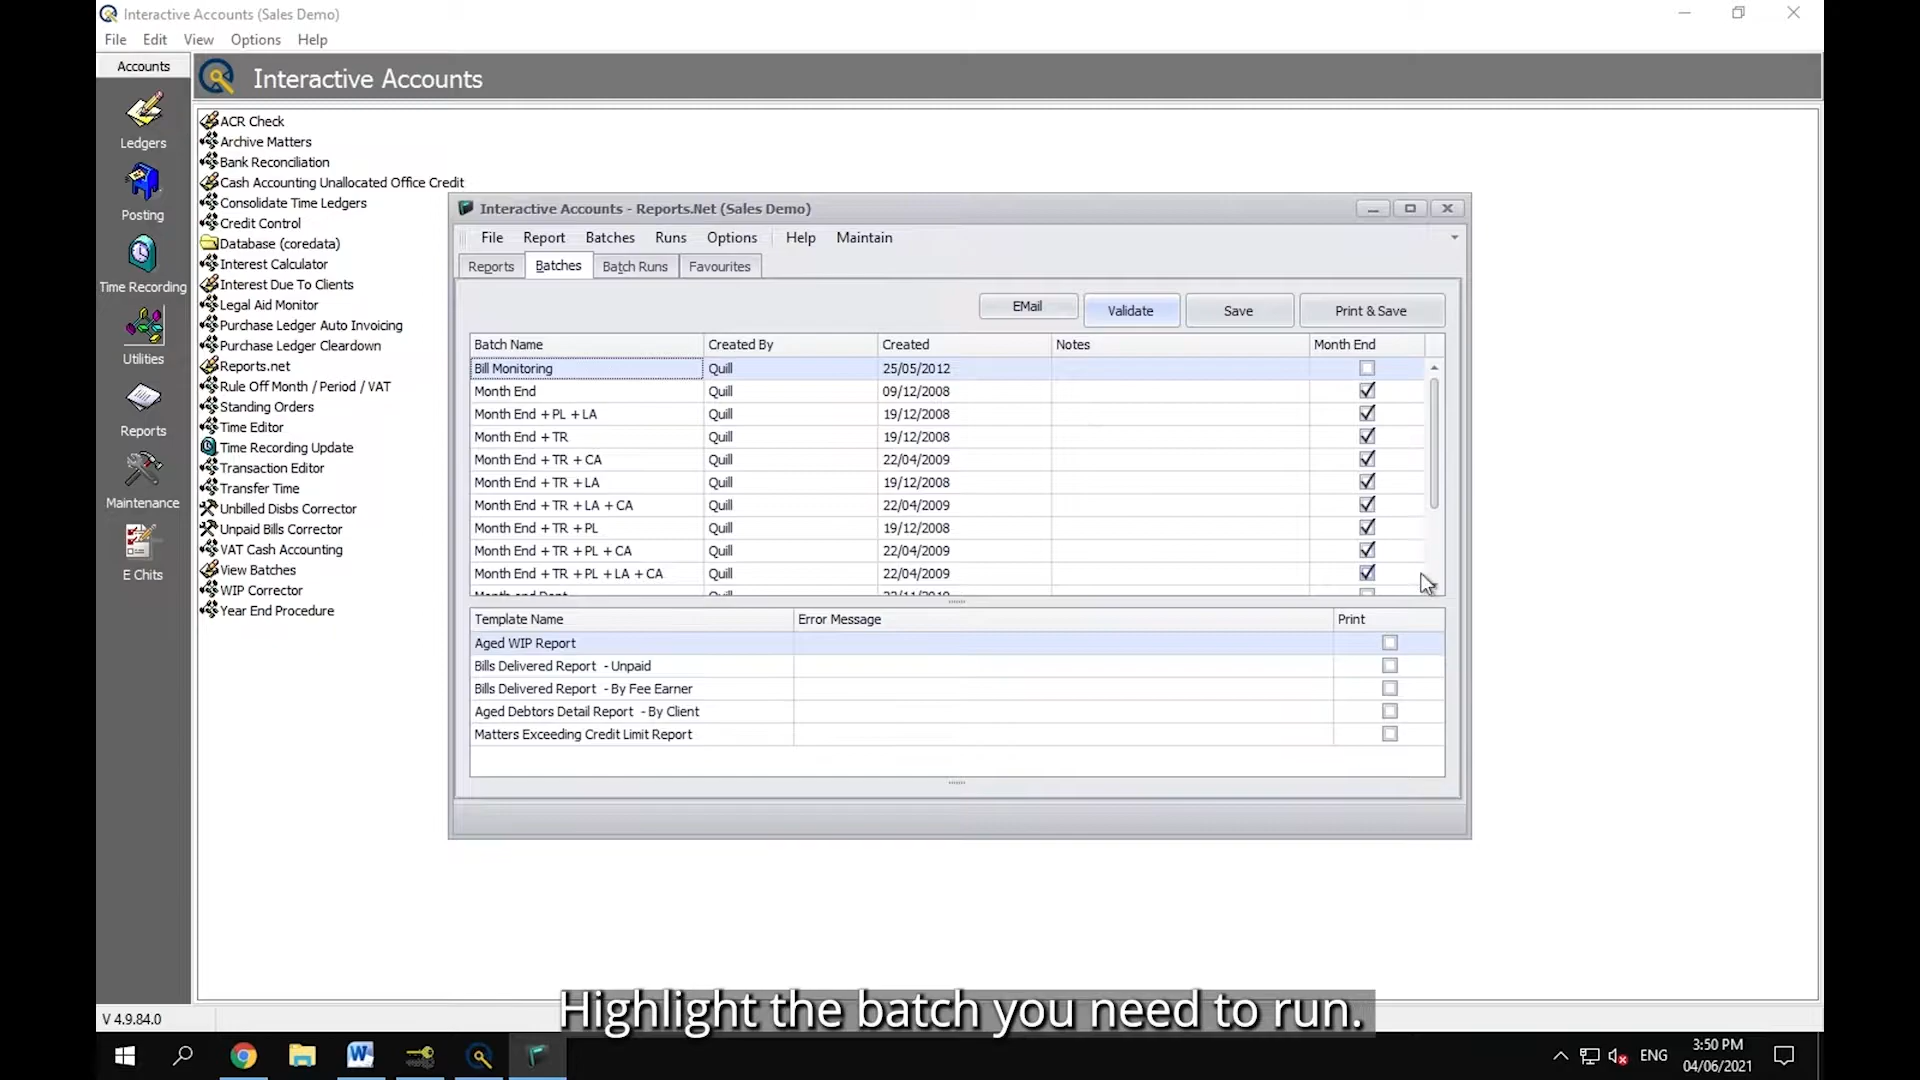 Interactive Accounts (Sales Demo)
File Edit View Options Help
Accounts
Interactive Accounts
Ledgers
Posting
Time Recording
Utilities
Reports
Maintenance
E Chits
ACR Check
Archive Matters
Bank Reconciliation
Cash Accounting Unallocated Office Credit
Consolidate Time Ledgers
Credit Control
Database (coredata)
Interest Calculator
Interest Due To Clients
Legal Aid Monitor
Purchase Ledger Auto Invoicing
Purchase Ledger Cleardown
Reports.net
Rule Off Month / Period / VAT
Standing Orders
Time Editor
Time Recording Update
Transaction Editor
Transfer Time
Unbilled Disbs Corrector
Unpaid Bills Corrector
VAT Cash Accounting
View Batches
WIP Corrector
Year End Procedure
Interactive Accounts - Reports.Net (Sales Demo)
File Report Batches Runs Options Help Maintain
Reports Batches Batch Runs Favourites
EMail Validate Save Print & Save
Batch Name Created By Created Notes Month End
Bill Monitoring Quill 25/05/2012
Month End Quill 09/12/2008
Month End + PL + LA Quill 19/12/2008
Month End + TR Quill 19/12/2008
Month End + TR + CA Quill 22/04/2009
Month End + TR + LA Quill 19/12/2008
Month End + TR + LA + CA Quill 22/04/2009
Month End + TR + PL Quill 19/12/2008
Month End + TR + PL + CA Quill 22/04/2009
Month End + TR + PL + LA + CA Quill 22/04/2009
Template Name Error Message Print
Aged WIP Report
Bills Delivered Report - Unpaid
Bills Delivered Report - By Fee Earner
Aged Debtors Detail Report - By Client
Matters Exceeding Credit Limit Report
Highlight the batch you need to run.
V 4.9.84.0
ENG
3:50 PM
04/06/2021